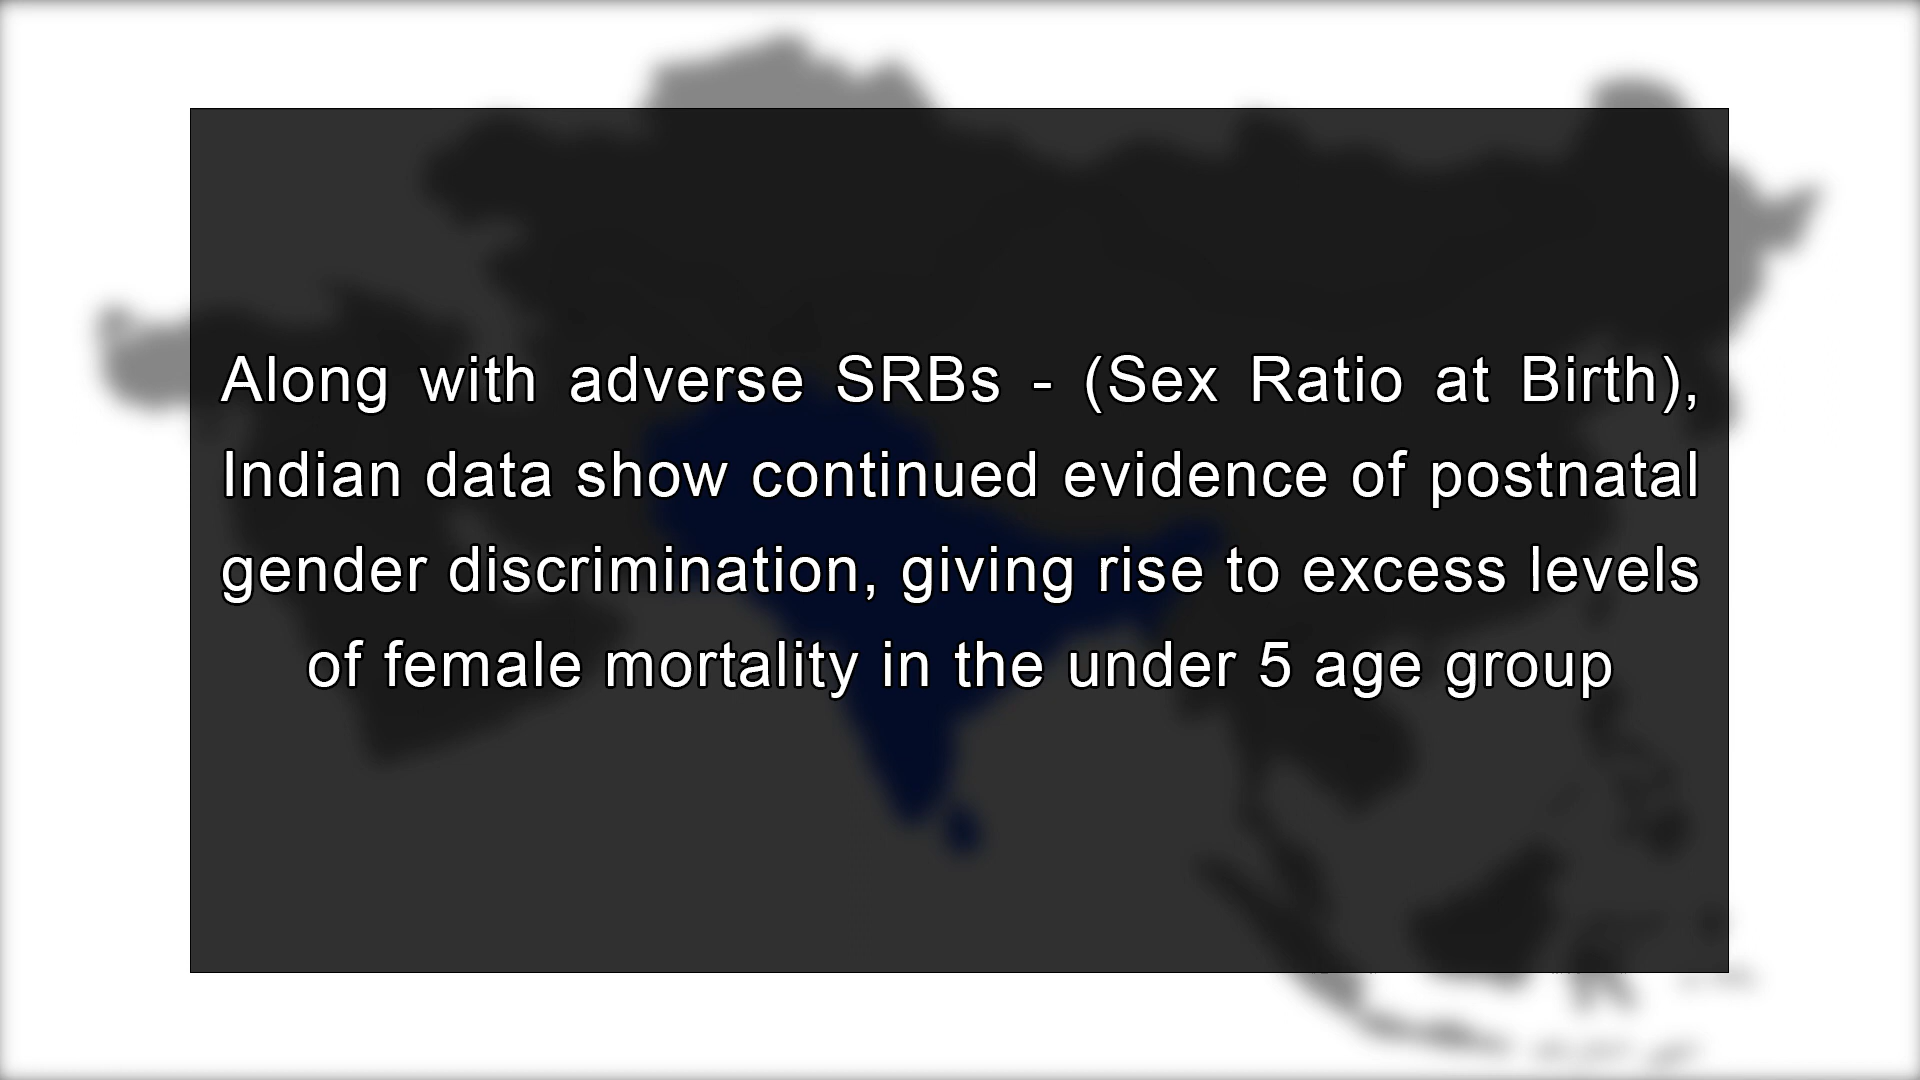 Along with adverse SRBs - (Sex Ratio at Birth),
Indian data show continued evidence of postnatal
gender discrimination, giving rise to excess levels
of female mortality in the under 5 age group